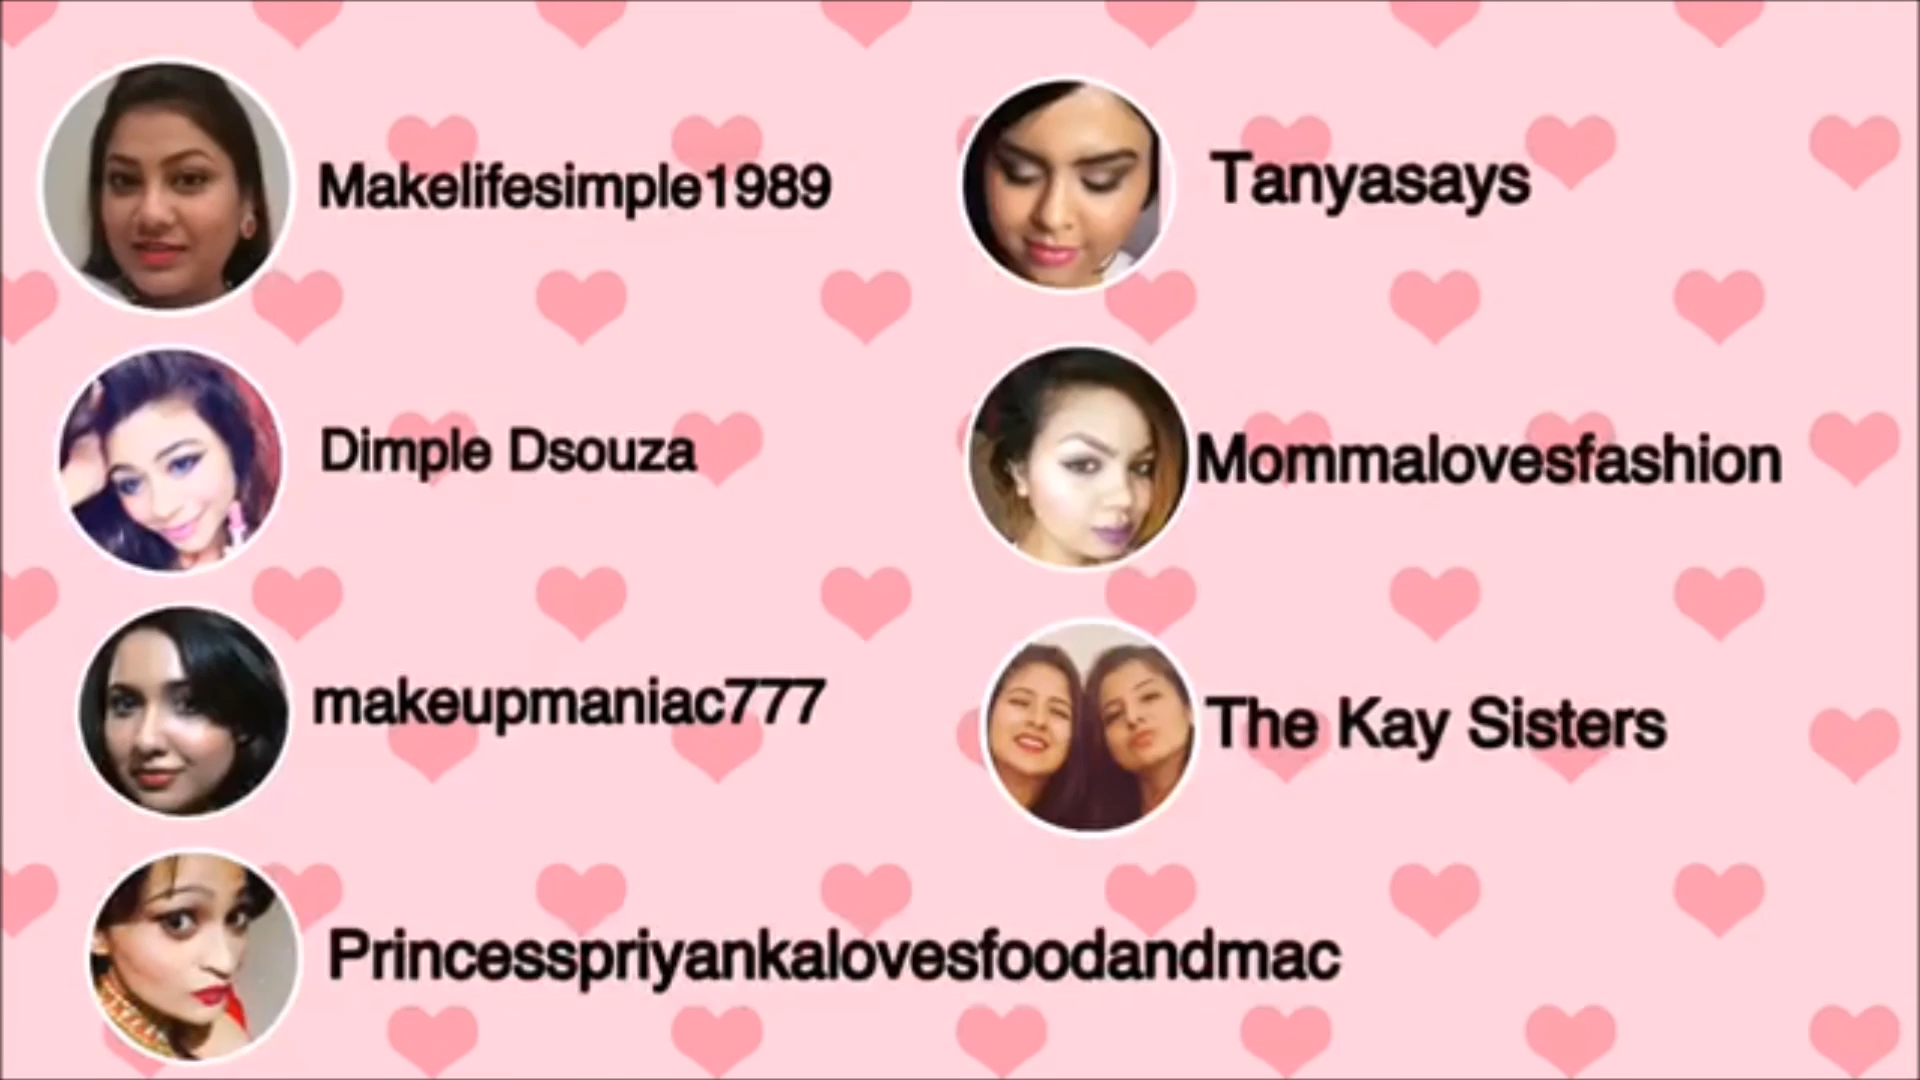 Makelifesimple1989
Tanyasays
Dimple Dsouza
Mommalovesfashion
makeupmaniac777
The Kay Sisters
Princesspriyankalovesfoodandmac